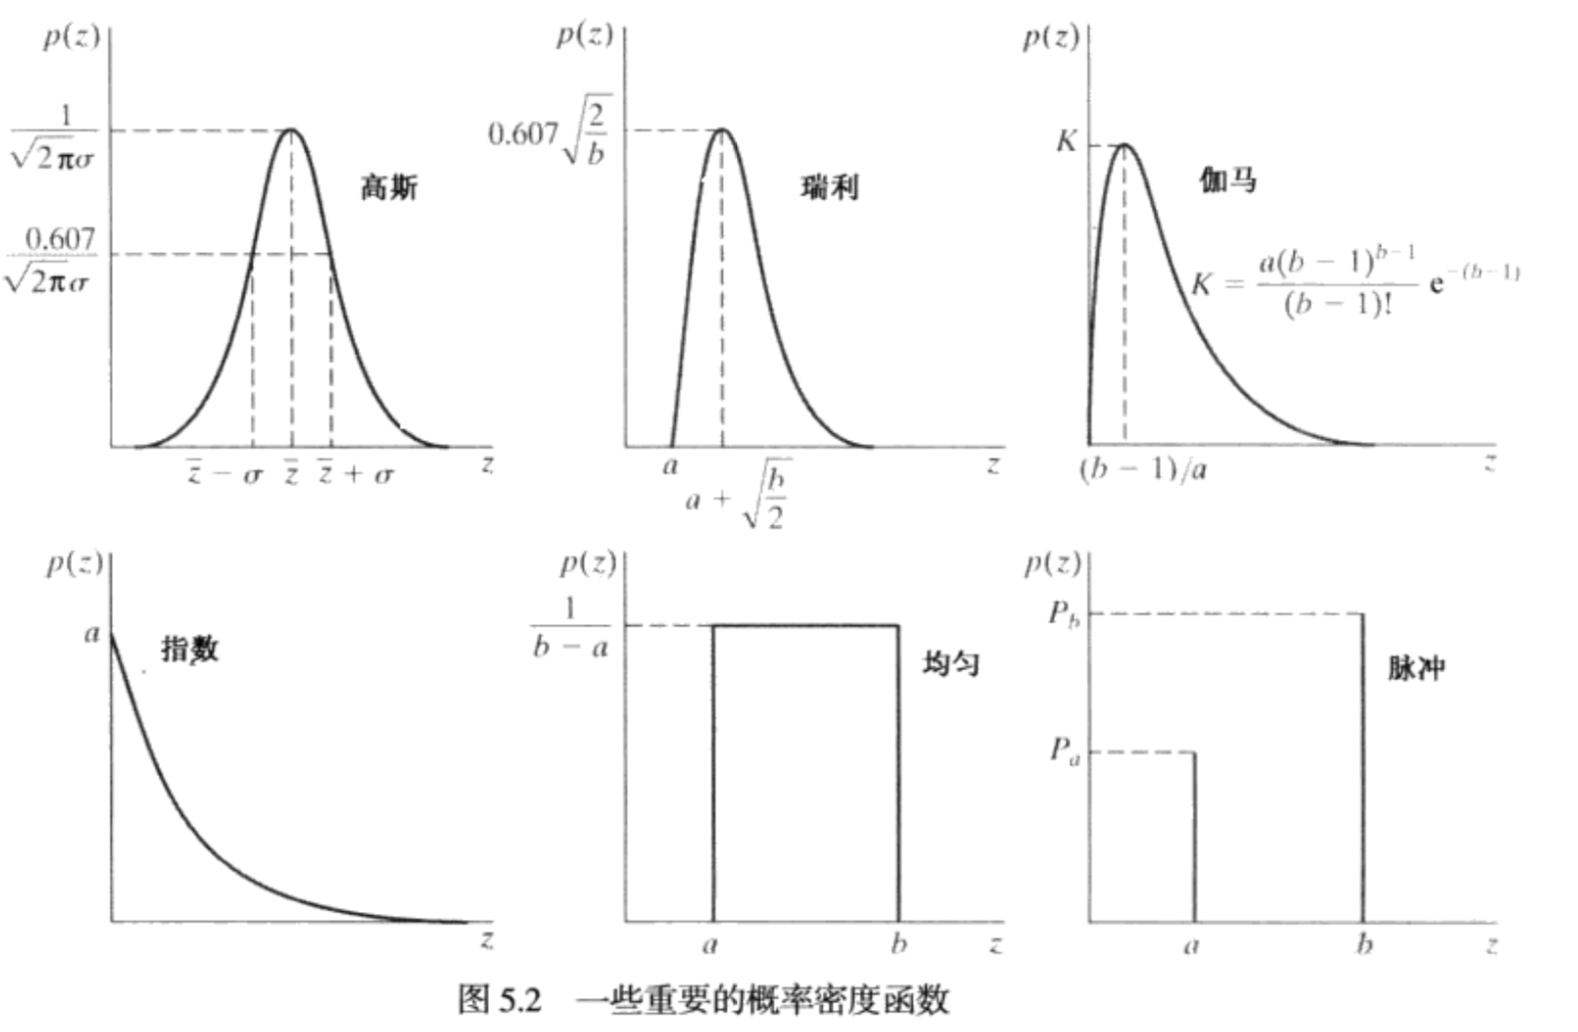 p(z)
1/√2πσ
0.607/√2πσ
高斯
z̄ − σ z̄ z̄ + σ z
p(z)
0.607 √2/b
瑞利
a z
a + √b/2
p(z)
K
伽马
K = a(b − 1)^{b−1}/(b − 1)! e^{−(b−1)}
(b − 1)/a z
p(z)
a
指数
z
p(z)
1/b − a
均匀
a b z
p(z)
P_b
脉冲
P_a
a b z
图 5.2 一些重要的概率密度函数